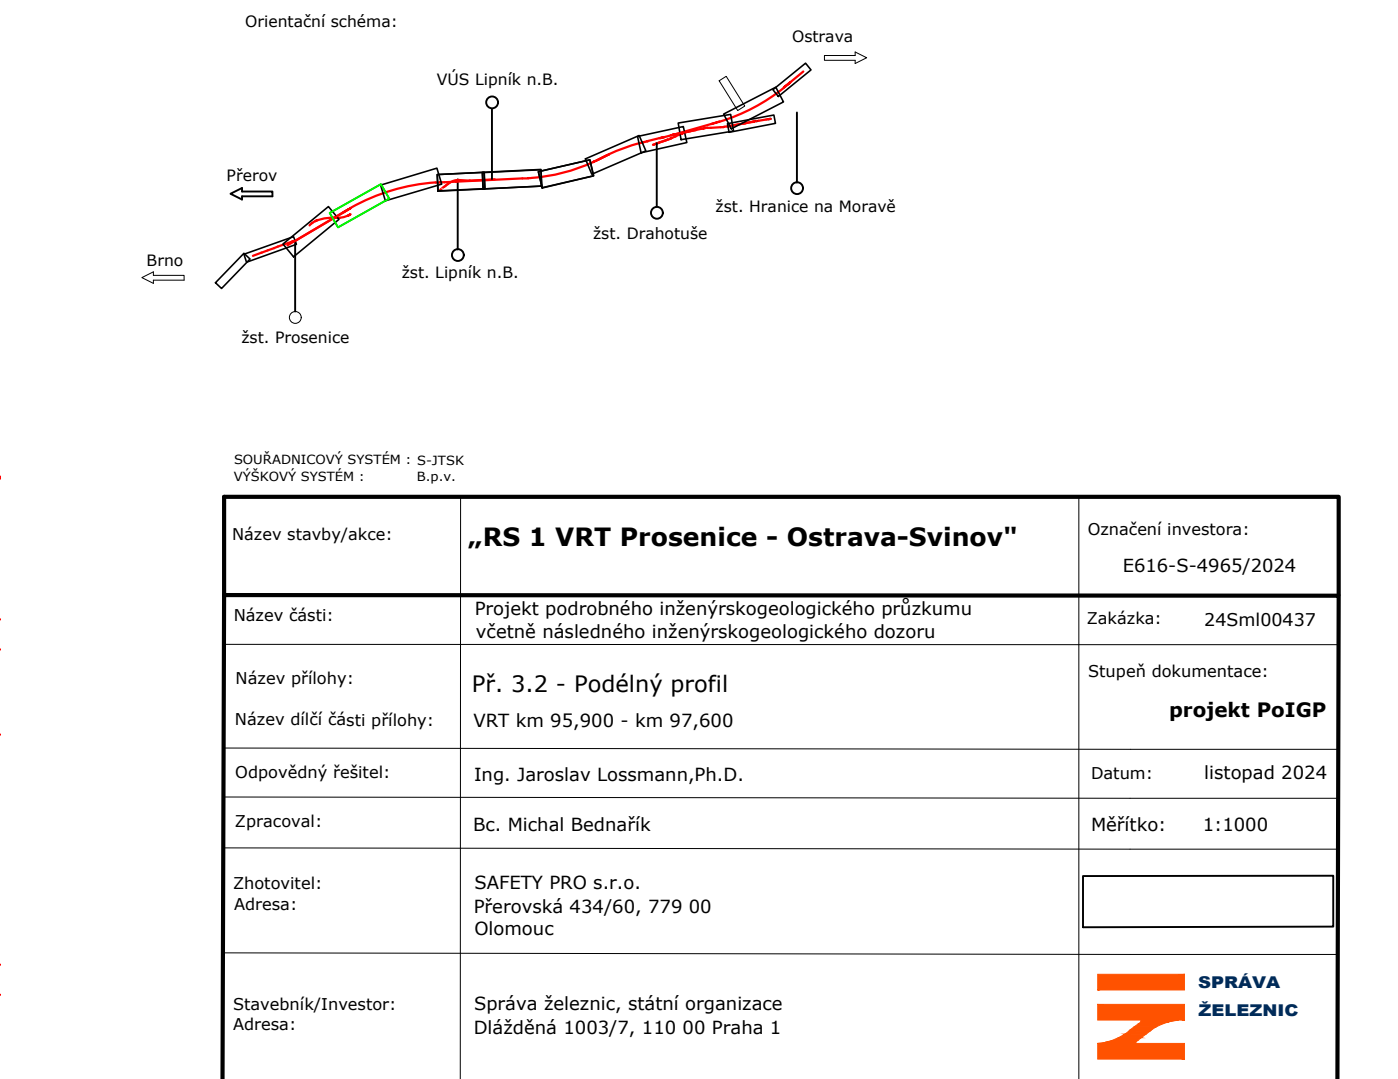 Orientační schéma:
Ostrava
VÚS Lipník n.B.
Přerov
žst. Hranice na Moravě
žst. Drahotuše
Brno
žst. Lipník n.B.
žst. Prosenice
SOUŘADNICOVÝ SYSTÉM : S-JTSK
VÝŠKOVÝ SYSTÉM : B.p.v.
Název stavby/akce:
„RS 1 VRT Prosenice - Ostrava-Svinov"
Označení investora:
E616-S-4965/2024
Název části:
Projekt podrobného inženýrskogeologického průzkumu
včetně následného inženýrskogeologického dozoru
Zakázka: 24Sml00437
Název přílohy:
Př. 3.2 - Podélný profil
Stupeň dokumentace:
projekt PoIGP
Název dílčí části přílohy:
VRT km 95,900 - km 97,600
Odpovědný řešitel:
Ing. Jaroslav Lossmann,Ph.D.
Datum: listopad 2024
Zpracoval:
Bc. Michal Bednařík
Měřítko: 1:1000
Zhotovitel:
Adresa:
SAFETY PRO s.r.o.
Přerovská 434/60, 779 00
Olomouc
Stavebník/Investor:
Adresa:
Správa železnic, státní organizace
Dlážděná 1003/7, 110 00 Praha 1
SPRÁVA
ŽELEZNIC